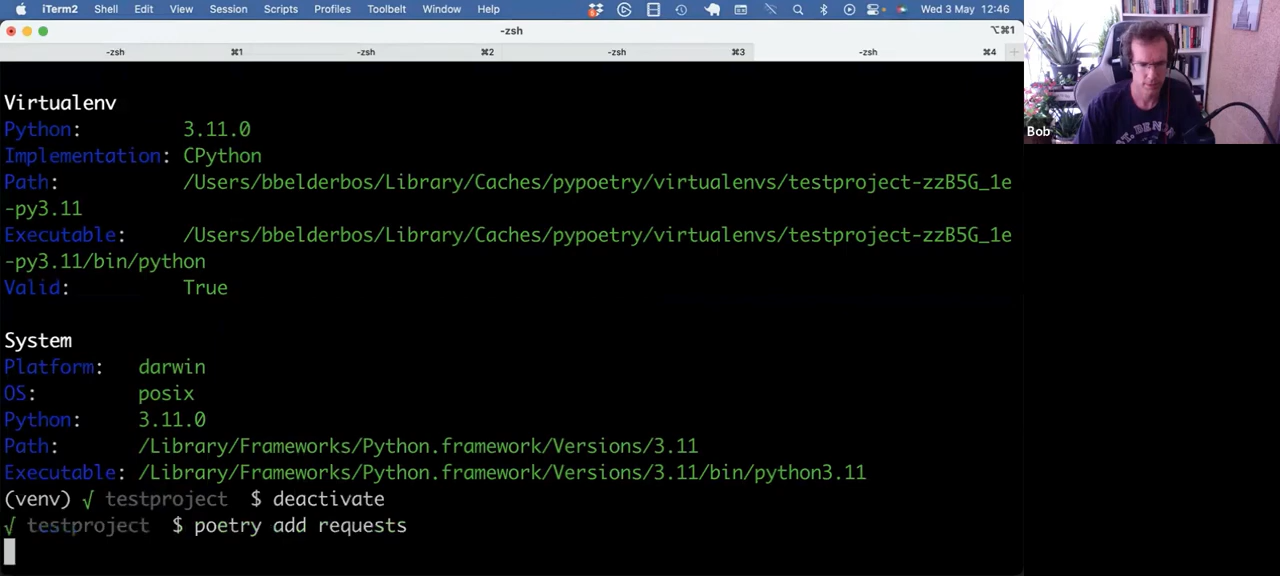 iTerm2 Shell Edit View Session Scripts Profiles Toolbelt Window Help Wed 3 May 12:46
-zsh ⌥⌘1
-zsh ⌘1 -zsh ⌘2 -zsh ⌘3 -zsh ⌘4 +
Virtualenv
Python: 3.11.0
Implementation: CPython
Path: /Users/bbelderbos/Library/Caches/pypoetry/virtualenvs/testproject-zzB5G_1e
-py3.11
Executable: /Users/bbelderbos/Library/Caches/pypoetry/virtualenvs/testproject-zzB5G_1e
-py3.11/bin/python
Valid: True
System
Platform: darwin
OS: posix
Python: 3.11.0
Path: /Library/Frameworks/Python.framework/Versions/3.11
Executable: /Library/Frameworks/Python.framework/Versions/3.11/bin/python3.11
(venv) √ testproject $ deactivate
√ testproject $ poetry add requests
Bob